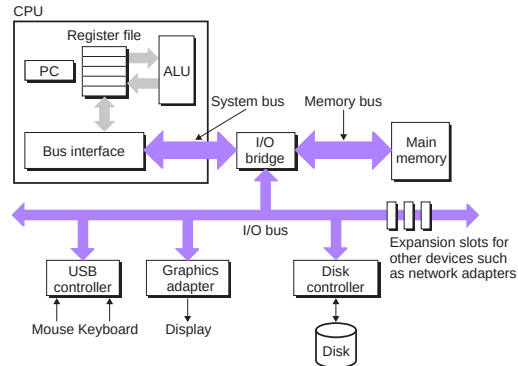 CPU
Register file
PC
ALU
System bus
Memory bus
Bus interface
I/O
bridge
Main
memory
I/O bus
Expansion slots for
other devices such
as network adapters
USB
controller
Graphics
adapter
Disk
controller
Mouse Keyboard
Display
Disk